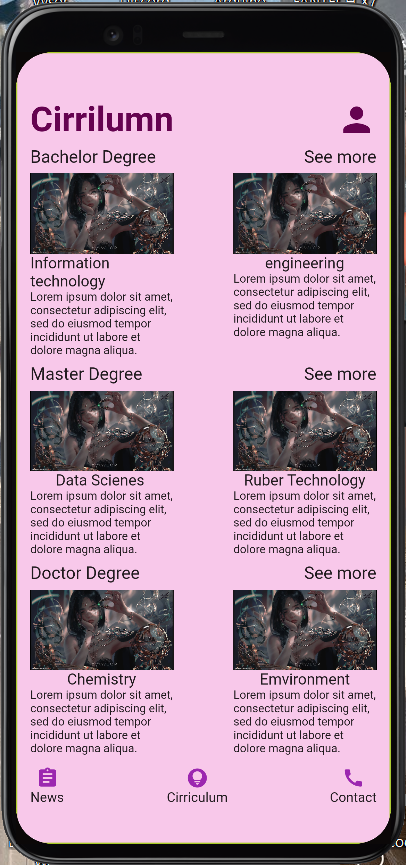 Cirrilumn
Bachelor Degree See more
Information
technology
Lorem ipsum dolor sit amet,
consectetur adipiscing elit,
sed do eiusmod tempor
incididunt ut labore et
dolore magna aliqua.
engineering
Lorem ipsum dolor sit amet,
consectetur adipiscing elit,
sed do eiusmod tempor
incididunt ut labore et
dolore magna aliqua.
Master Degree See more
Data Scienes
Lorem ipsum dolor sit amet,
consectetur adipiscing elit,
sed do eiusmod tempor
incididunt ut labore et
dolore magna aliqua.
Ruber Technology
Lorem ipsum dolor sit amet,
consectetur adipiscing elit,
sed do eiusmod tempor
incididunt ut labore et
dolore magna aliqua.
Doctor Degree See more
Chemistry
Lorem ipsum dolor sit amet,
consectetur adipiscing elit,
sed do eiusmod tempor
incididunt ut labore et
dolore magna aliqua.
Emvironment
Lorem ipsum dolor sit amet,
consectetur adipiscing elit,
sed do eiusmod tempor
incididunt ut labore et
dolore magna aliqua.
News Cirriculum Contact